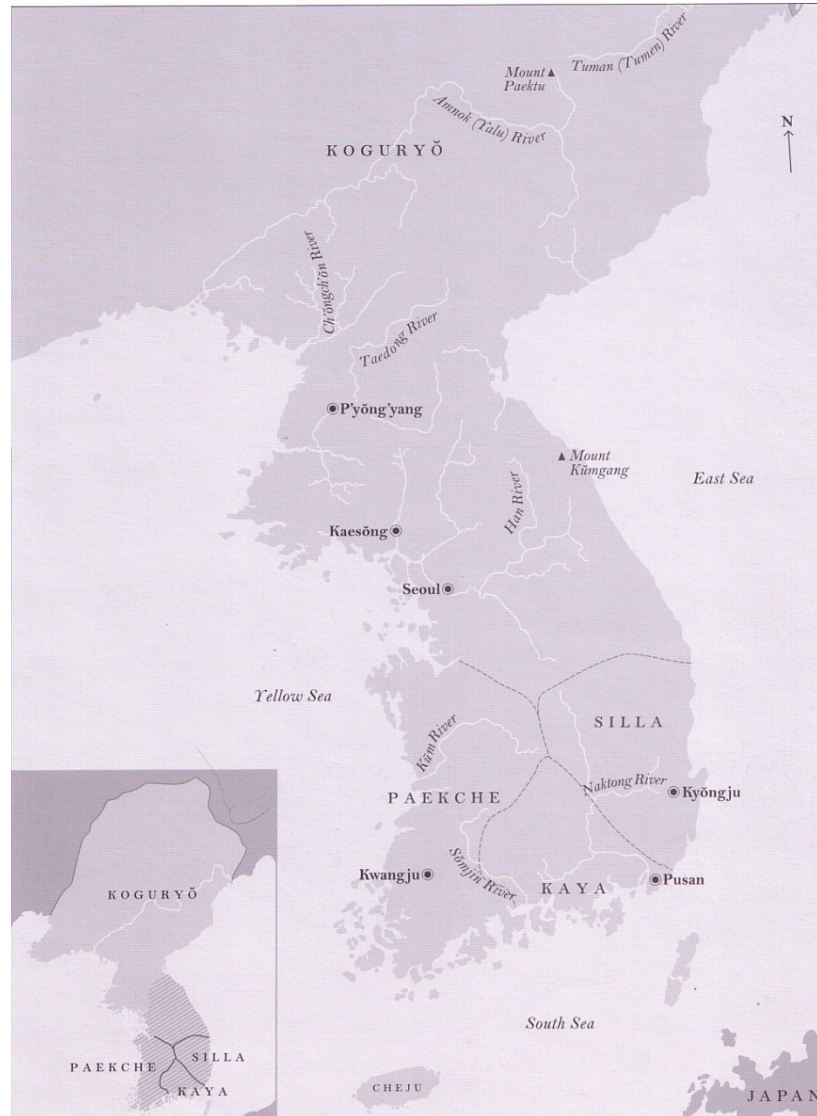 Tuman (Tumen) River
Mount
Paektu
Amnok (Yalu) River
N
KOGURYŎ
Ch'ŏngch'ŏn River
Taedong River
P'yŏng'yang
Mount
Kŭmgang
East Sea
Han River
Kaesŏng
Seoul
Yellow Sea
SILLA
Kŭm River
Naktong River
Kyŏngju
PAEKCHE
Sŏmjin River
Kwangju
KAYA
Pusan
KOGURYŎ
South Sea
SILLA
PAEKCHE
KAYA
CHEJU
JAPAN